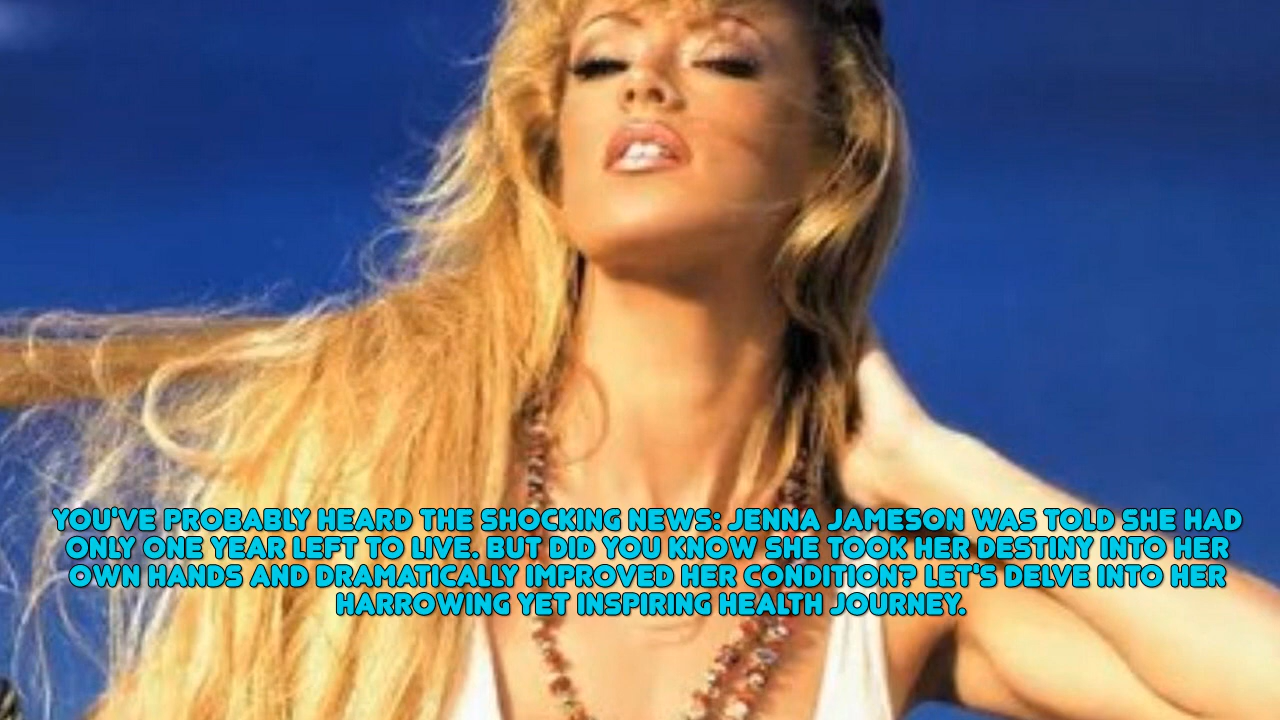 YOU'VE PROBABLY HEARD THE SHOCKING NEWS: JENNA JAMESON WAS TOLD SHE HAD
ONLY ONE YEAR LEFT TO LIVE. BUT DID YOU KNOW SHE TOOK HER DESTINY INTO HER
OWN HANDS AND DRAMATICALLY IMPROVED HER CONDITION? LET'S DELVE INTO HER
HARROWING YET INSPIRING HEALTH JOURNEY.